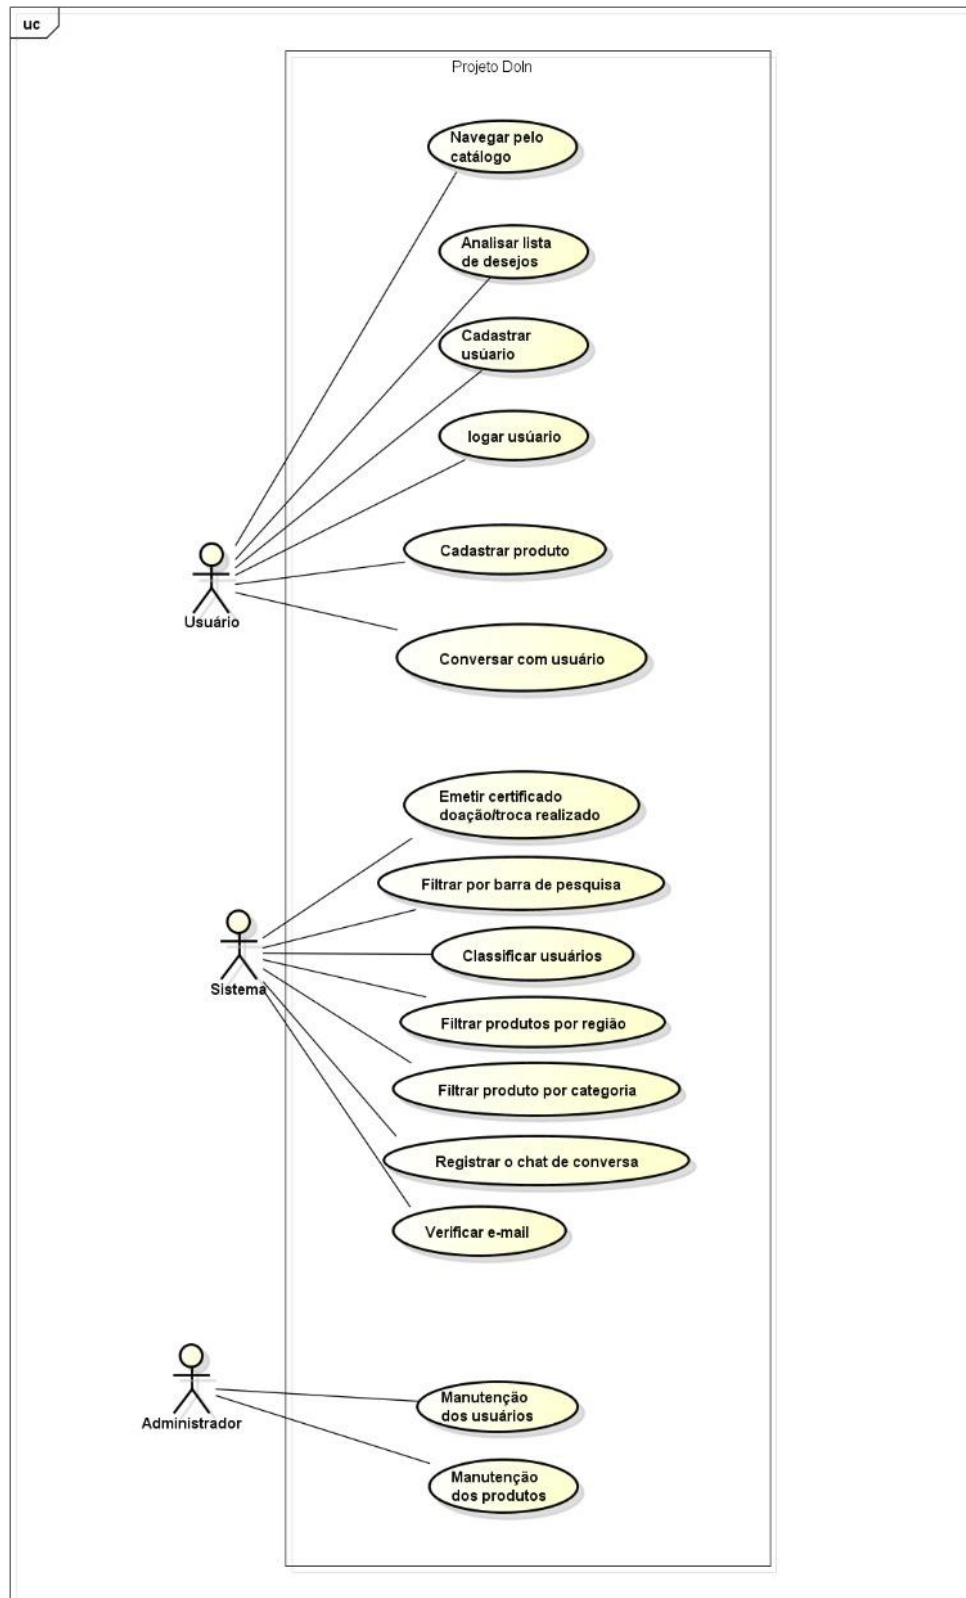 uc
Projeto DoIn
Navegar pelo
catálogo
Analisar lista
de desejos
Cadastrar
usúario
logar usúario
Cadastrar produto
Usuário
Conversar com usuário
Emetir certificado
doação/troca realizado
Filtrar por barra de pesquisa
Classificar usuários
Sistema
Filtrar produtos por região
Filtrar produto por categoria
Registrar o chat de conversa
Verificar e-mail
Manutenção
dos usuários
Administrador
Manutenção
dos produtos